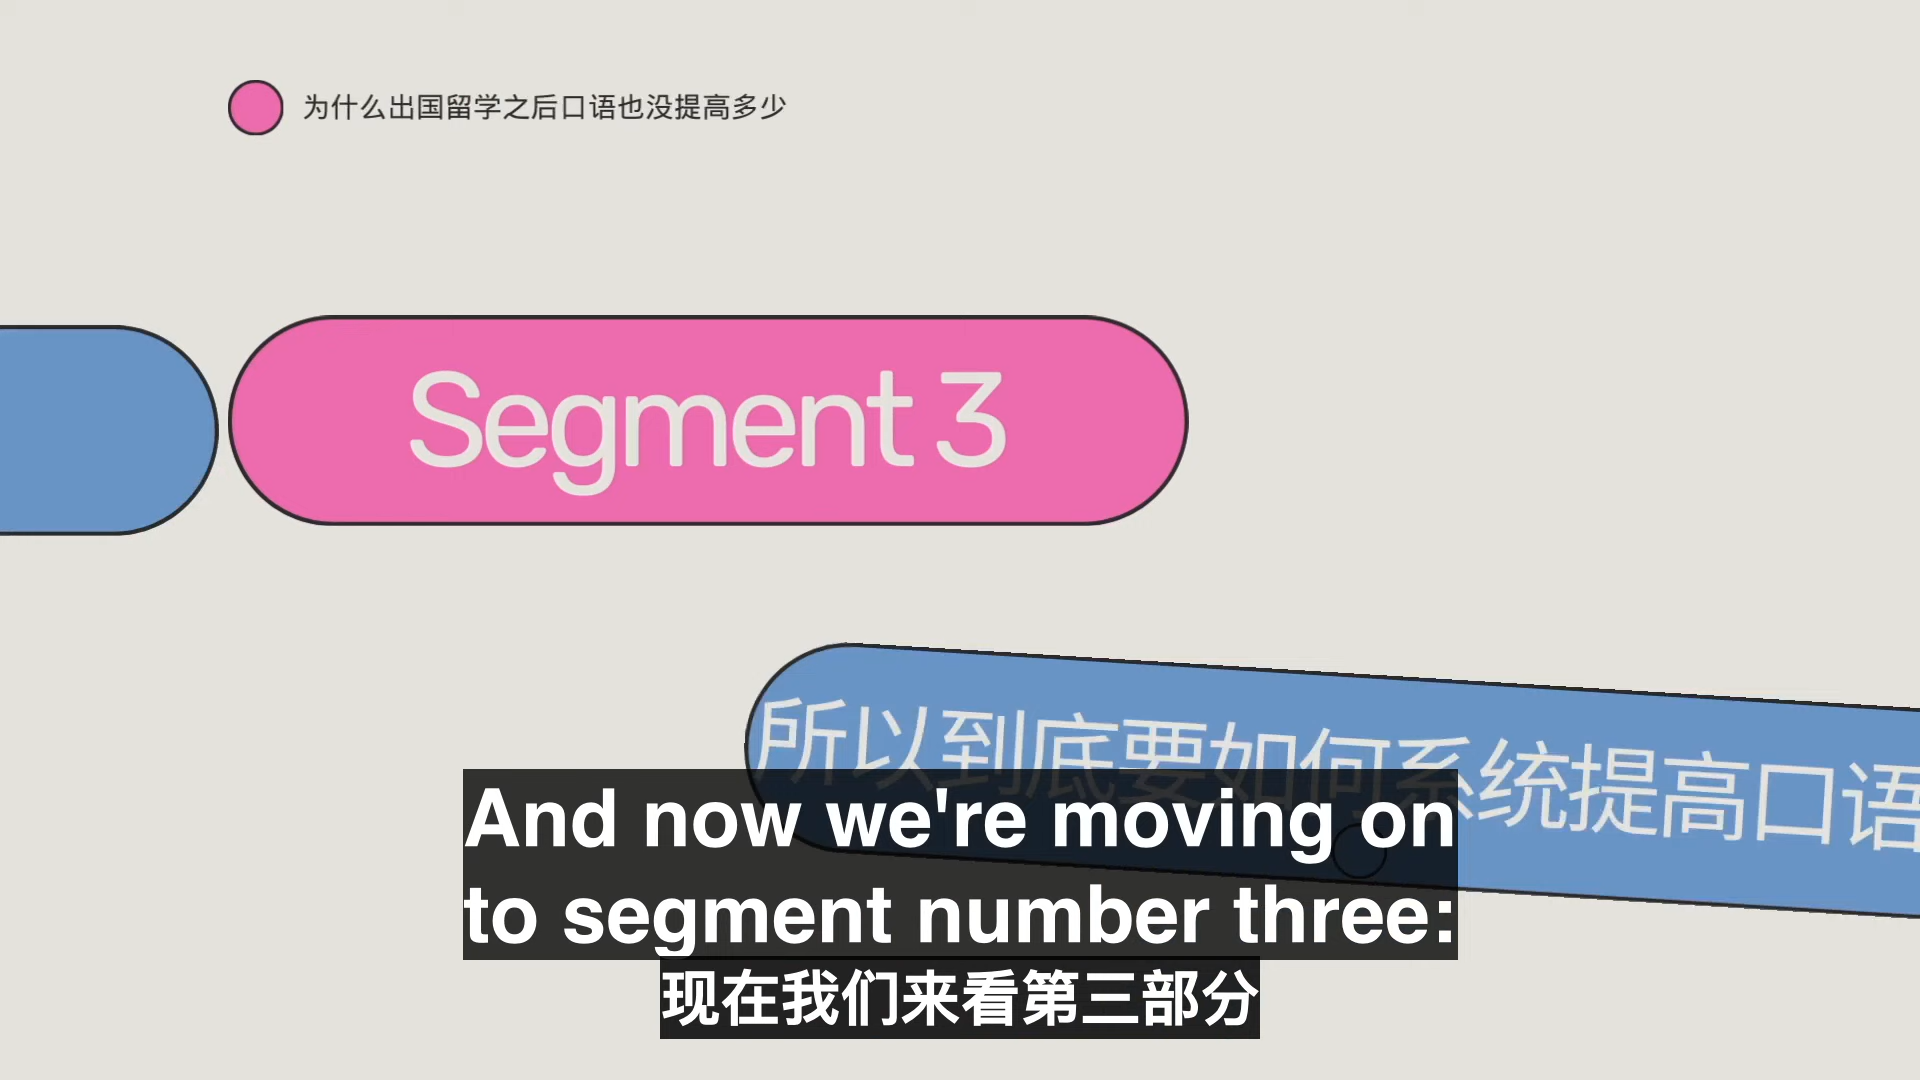 为什么出国留学之后口语也没提高多少
Segment 3
所以到底要如何系统提高口语
And now we're moving on
to segment number three:
现在我们来看第三部分